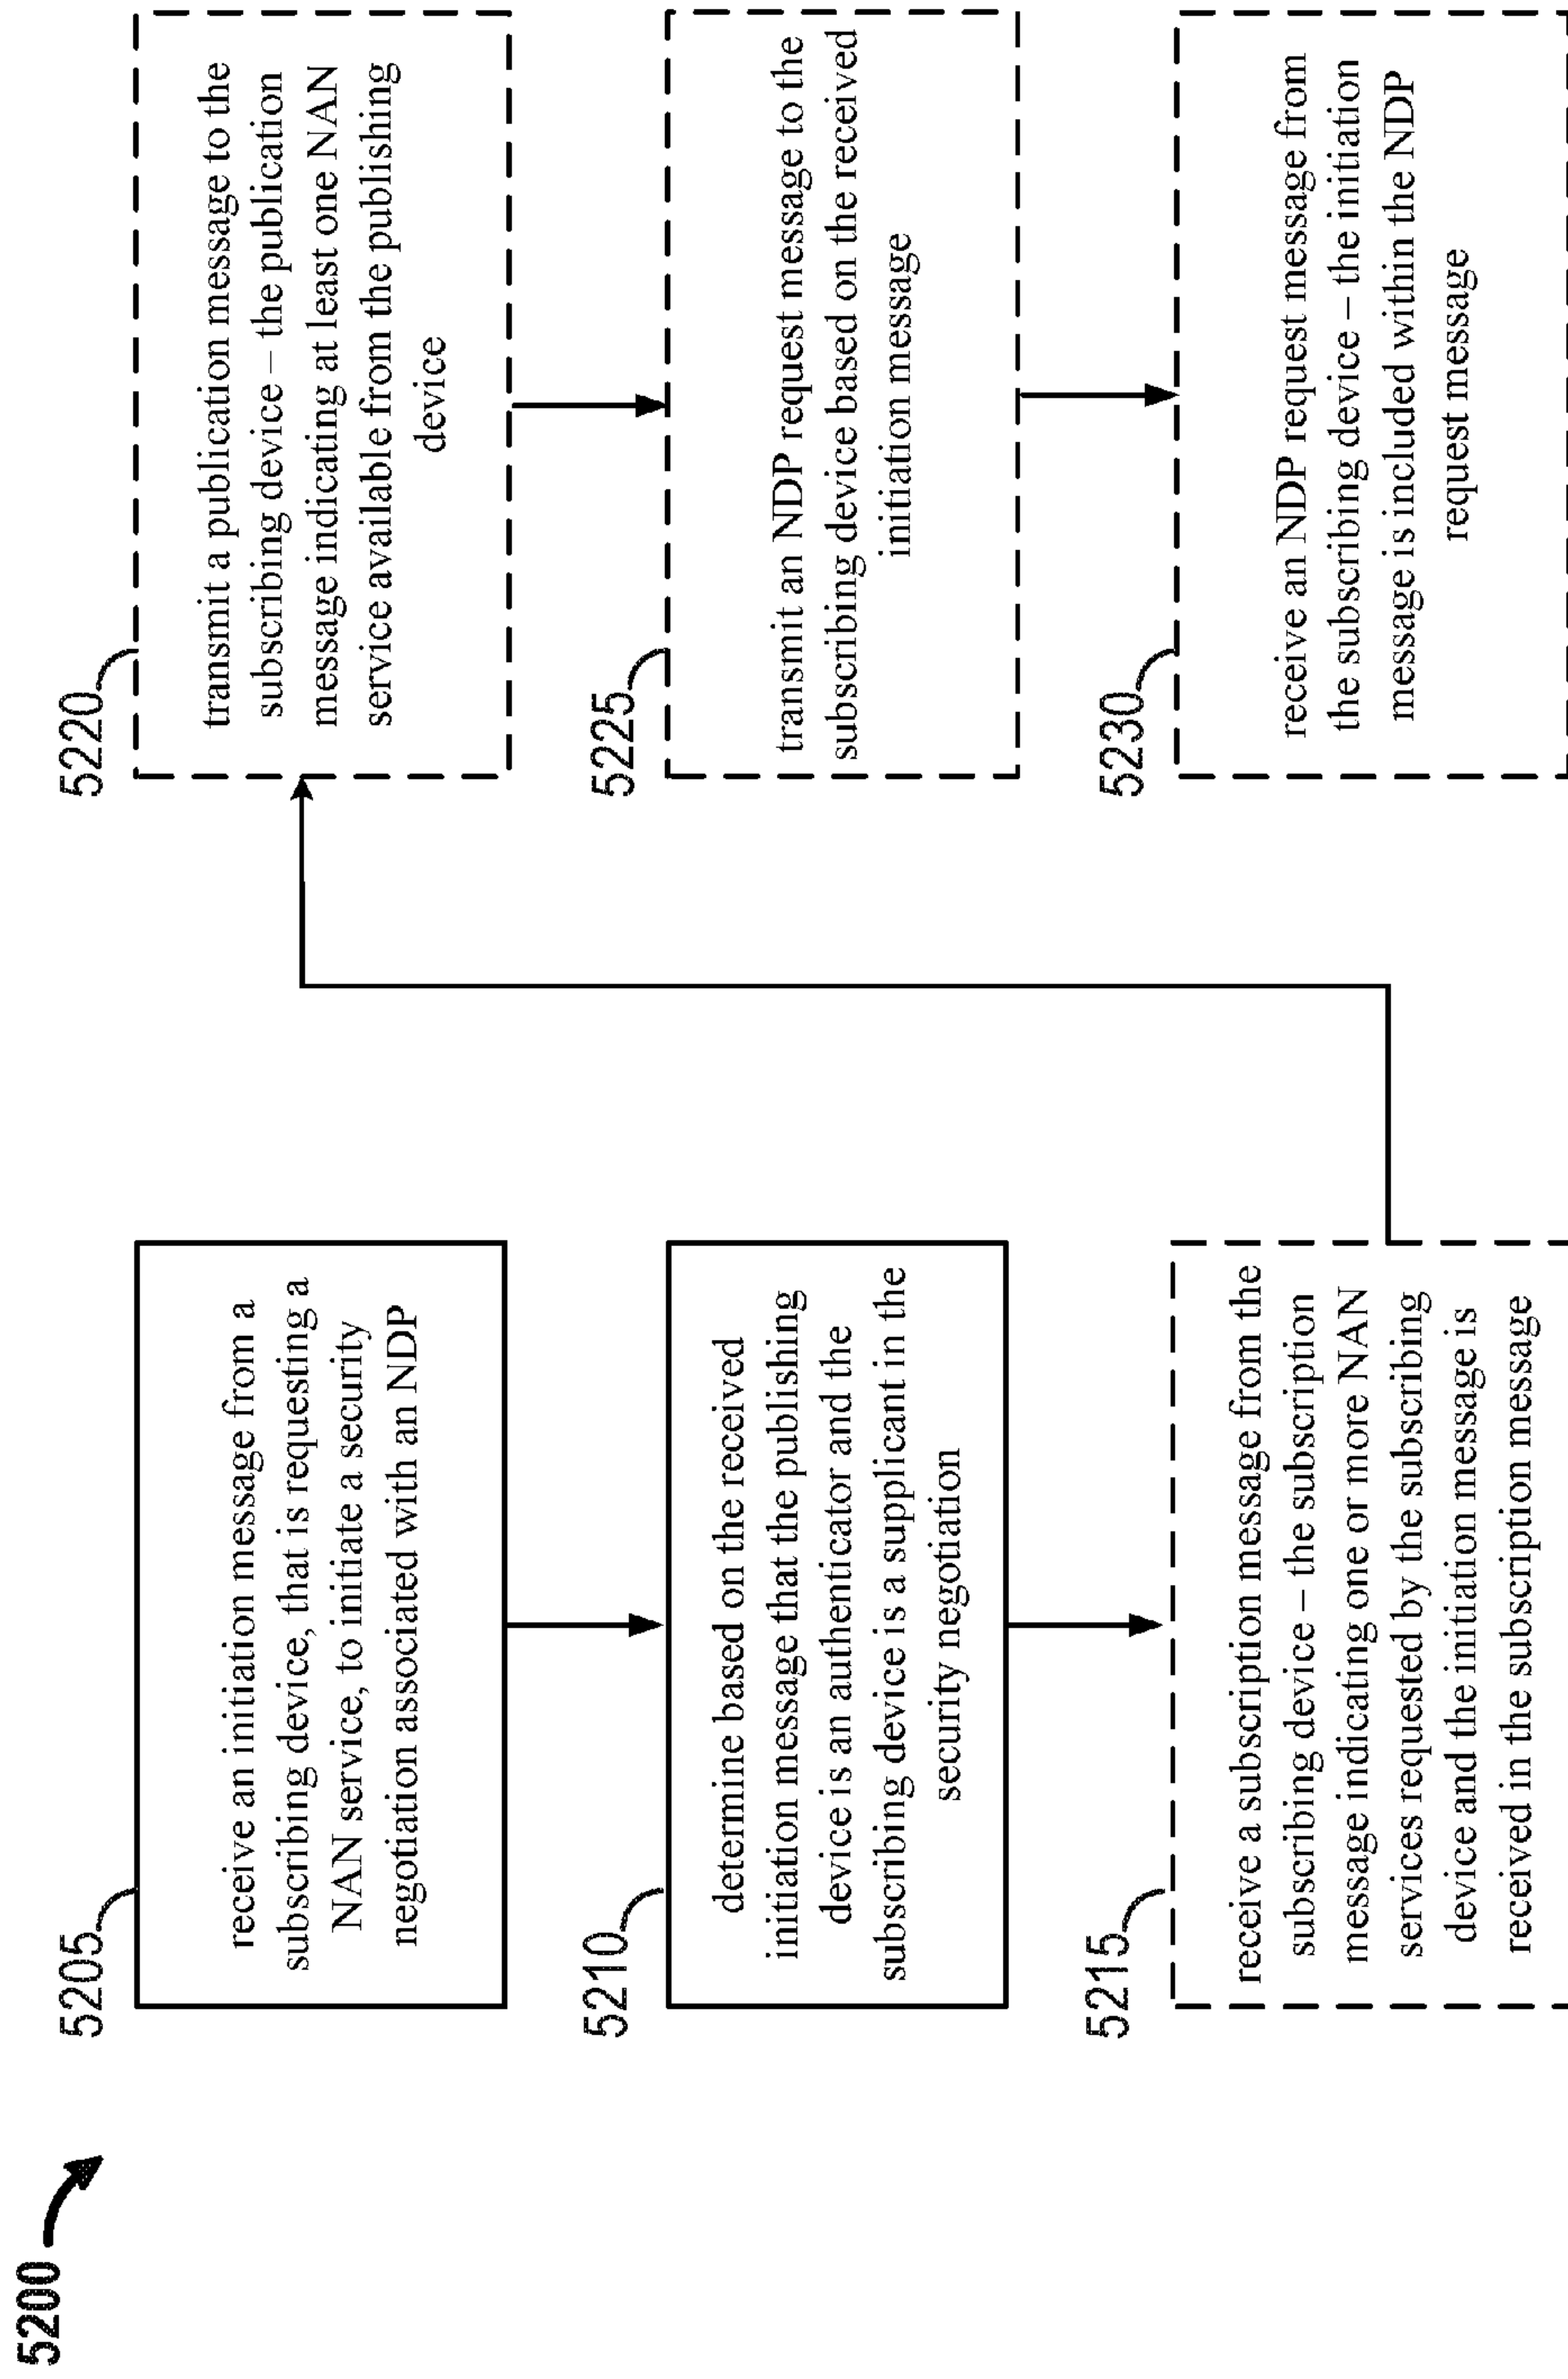 5200
5205
receive an initiation message from a
subscribing device, that is requesting a
NAN service, to initiate a security
negotiation associated with an NDP
5210
determine based on the received
initiation message that the publishing
device is an authenticator and the
subscribing device is a supplicant in the
security negotiation
5215
receive a subscription message from the
subscribing device – the subscription
message indicating one or more NAN
services requested by the subscribing
device and the initiation message is
received in the subscription message
5220
transmit a publication message to the
subscribing device – the publication
message indicating at least one NAN
service available from the publishing
device
5225
transmit an NDP request message to the
subscribing device based on the received
initiation message
5230
receive an NDP request message from
the subscribing device – the initiation
message is included within the NDP
request message